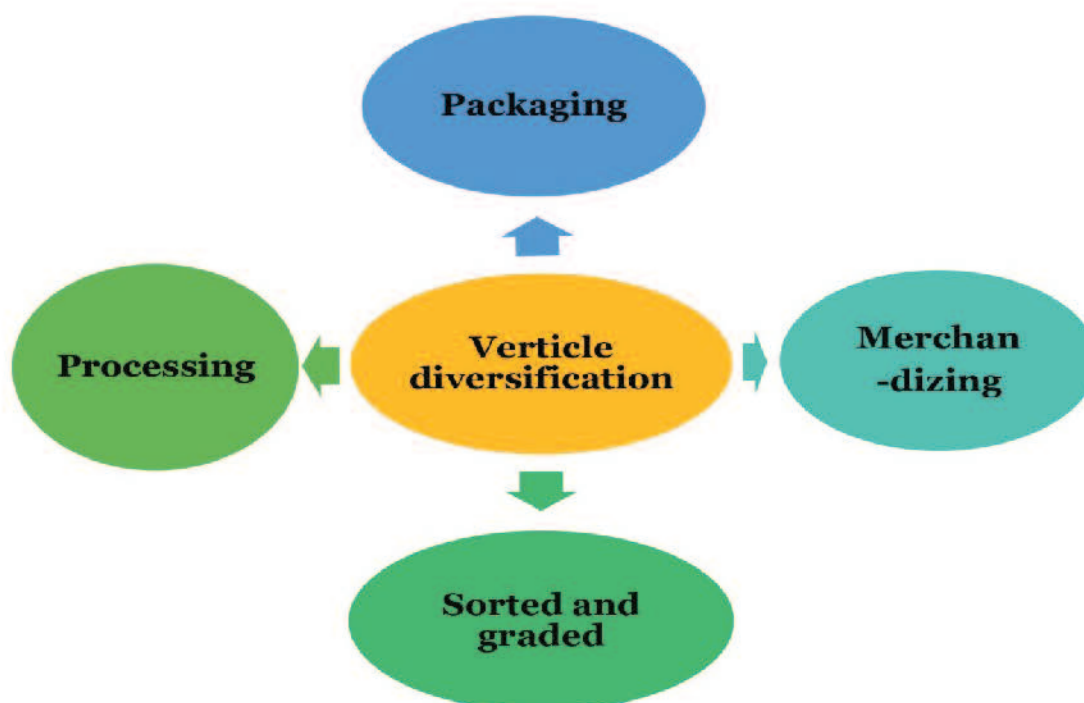 Packaging
Processing
Verticle
diversification
Merchan
-dizing
Sorted and
graded